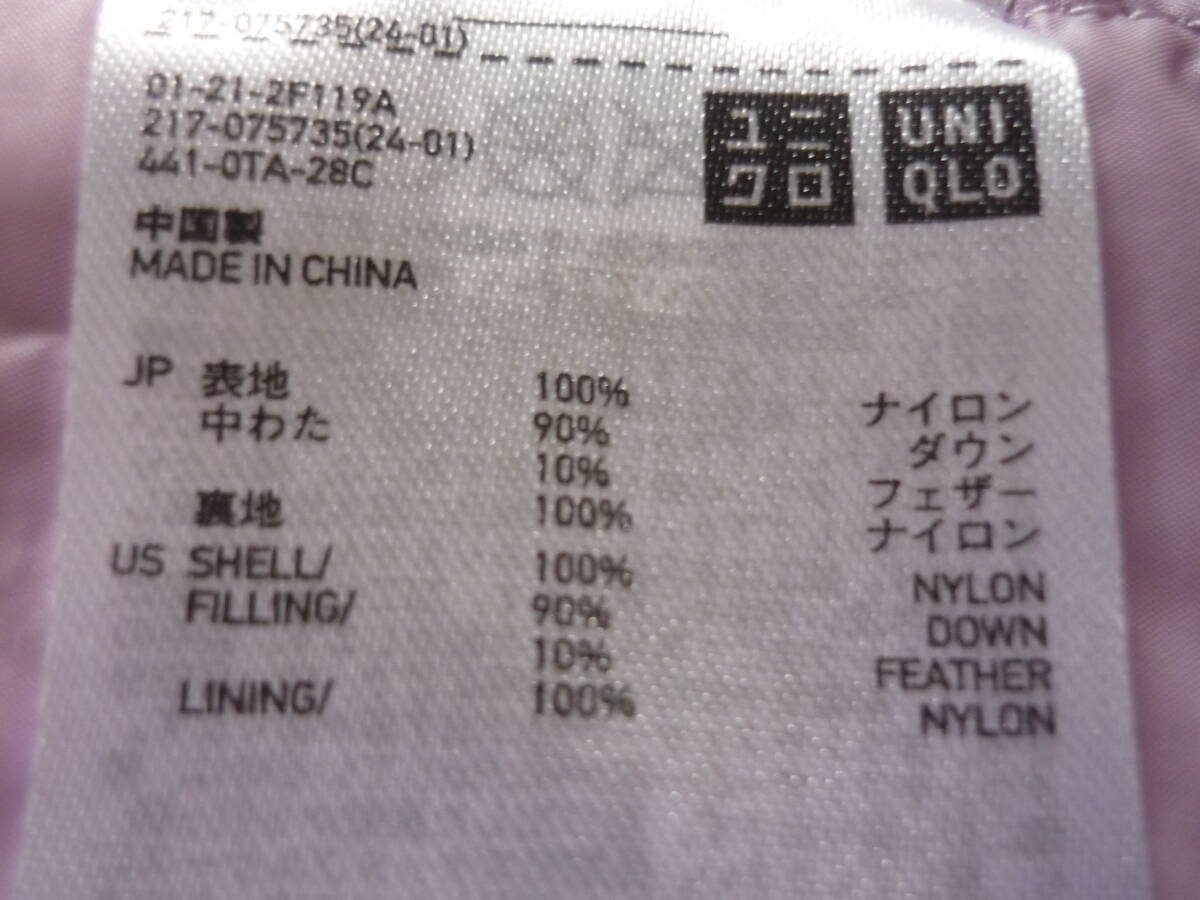 217-075735(24-01)
01-21-2F119A
217-075735(24-01)
441-0TA-28C
ユニ
クロ
UNI
QLO
中国製
MADE IN CHINA
JP 表地 100% ナイロン
中わた 90% ダウン
10% フェザー
裏地 100% ナイロン
US SHELL/ 100% NYLON
FILLING/ 90% DOWN
10% FEATHER
LINING/ 100% NYLON